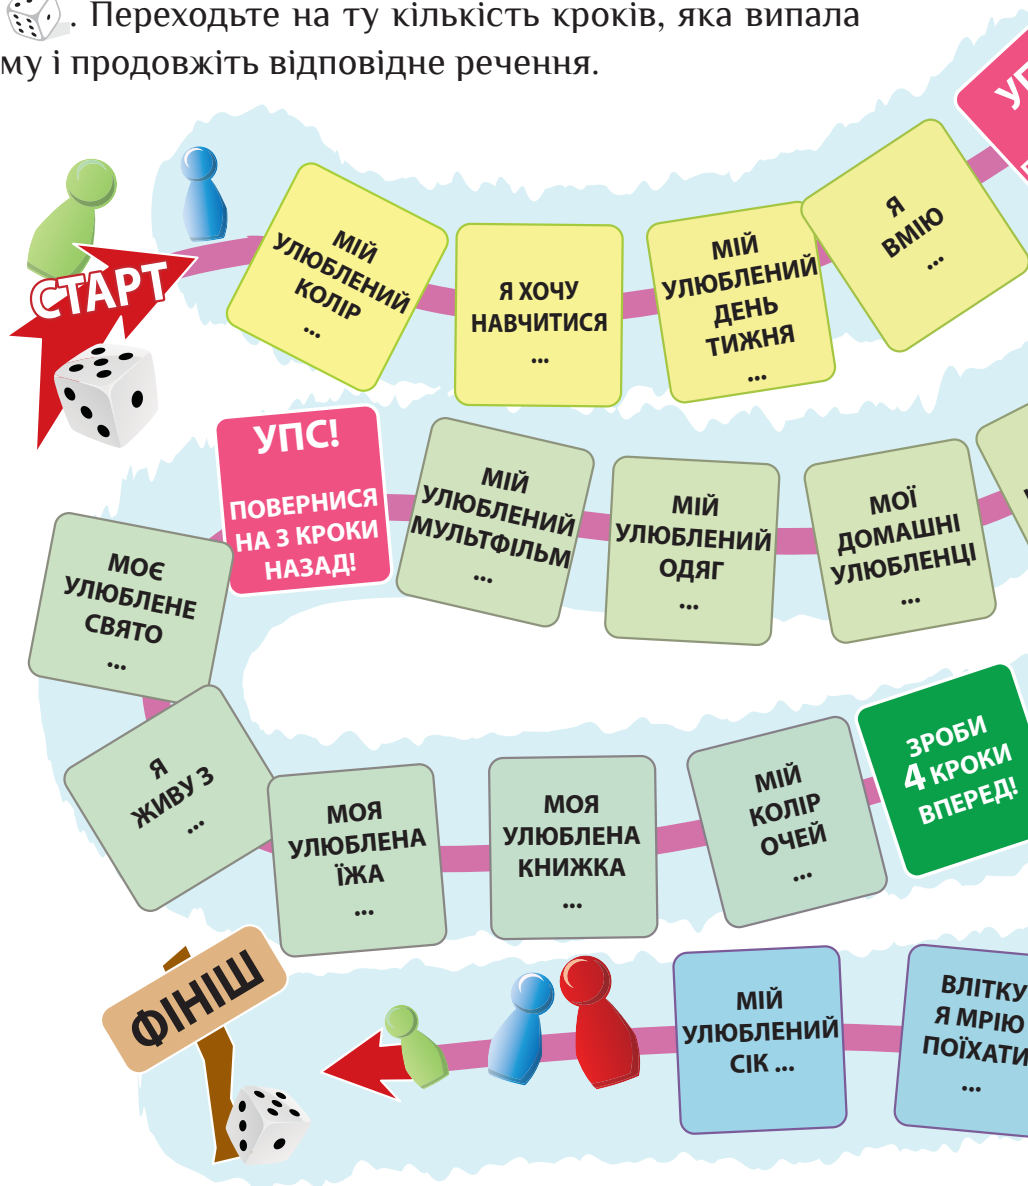 . Переходьте на ту кількість кроків, яка випала
му і продовжіть відповідне речення.
СТАРТ
МІЙ
УЛЮБЛЕНИЙ
КОЛІР
...
Я ХОЧУ
НАВЧИТИСЯ
...
МІЙ
УЛЮБЛЕНИЙ
ДЕНЬ
ТИЖНЯ
...
Я
ВМІЮ
...
МОЇ
ДОМАШНІ
УЛЮБЛЕНЦІ
...
МІЙ
УЛЮБЛЕНИЙ
ОДЯГ
...
МІЙ
УЛЮБЛЕНИЙ
МУЛЬТФІЛЬМ
...
УПС!
ПОВЕРНИСЯ
НА 3 КРОКИ
НАЗАД!
МОЄ
УЛЮБЛЕНЕ
СВЯТО
...
Я
ЖИВУ З
...
МОЯ
УЛЮБЛЕНА
ЇЖА
...
МОЯ
УЛЮБЛЕНА
КНИЖКА
...
МІЙ
КОЛІР
ОЧЕЙ
...
ЗРОБИ
4 КРОКИ
ВПЕРЕД!
ВЛІТКУ
Я МРІЮ
ПОЇХАТИ
...
МІЙ
УЛЮБЛЕНИЙ
СІК ...
ФІНІШ